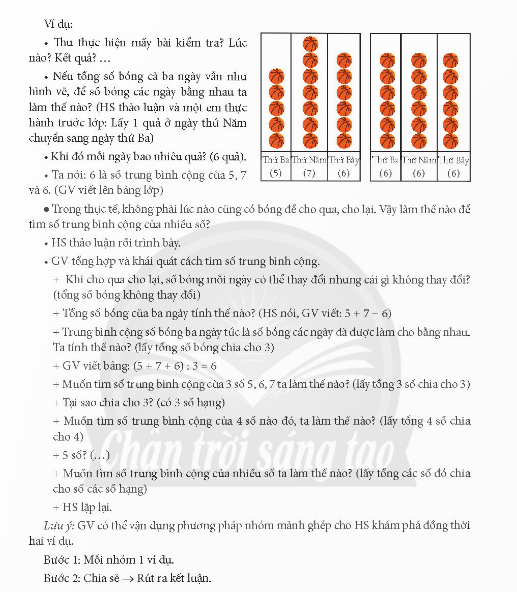 Ví dụ:
• Thu thực hiện mấy bài kiểm tra? Lúc
nào? Kết quả? …
• Nếu tổng số bóng cả ba ngày vẫn như
hình vẽ, để số bóng các ngày bằng nhau ta
làm thế nào? (HS thảo luận và một em thực
hành trước lớp: Lấy 1 quả ở ngày thứ Năm
chuyển sang ngày thứ Ba)
• Khi đó mỗi ngày bao nhiêu quả? (6 quả).
• Ta nói: 6 là số trung bình cộng của 5, 7
và 6. (GV viết lên bảng lớp)
Thứ Ba Thứ Năm Thứ Bảy
(5) (7) (6)
Thứ Ba Thứ Năm Thứ Bảy
(6) (6) (6)
● Trong thực tế, không phải lúc nào cũng có bóng để cho qua, cho lại. Vậy làm thế nào để
tìm số trung bình cộng của nhiều số?
• HS thảo luận rồi trình bày.
• GV tổng hợp và khái quát cách tìm số trung bình cộng.
+ Khi cho qua cho lại, số bóng mỗi ngày có thể thay đổi nhưng cái gì không thay đổi?
(tổng số bóng không thay đổi)
+ Tổng số bóng của ba ngày tính thế nào? (HS nói, GV viết: 5 + 7 + 6)
+ Trung bình cộng số bóng ba ngày tức là số bóng các ngày đã được làm cho bằng nhau.
Ta tính thế nào? (lấy tổng số bóng chia cho 3)
+ GV viết bảng: (5 + 7 + 6) : 3 = 6
+ Muốn tìm số trung bình cộng của 3 số 5, 6, 7 ta làm thế nào? (lấy tổng 3 số chia cho 3)
+ Tại sao chia cho 3? (có 3 số hạng)
+ Muốn tìm số trung bình cộng của 4 số nào đó, ta làm thế nào? (lấy tổng 4 số chia
cho 4)
+ 5 số? (…)
+ Muốn tìm số trung bình cộng của nhiều số ta làm thế nào? (lấy tổng các số đó chia
cho số các số hạng)
+ HS lặp lại.
Chân trời sáng tạo
Lưu ý: GV có thể vận dụng phương pháp nhóm mảnh ghép cho HS khám phá đồng thời
hai ví dụ.
Bước 1: Mỗi nhóm 1 ví dụ.
Bước 2: Chia sẻ → Rút ra kết luận.